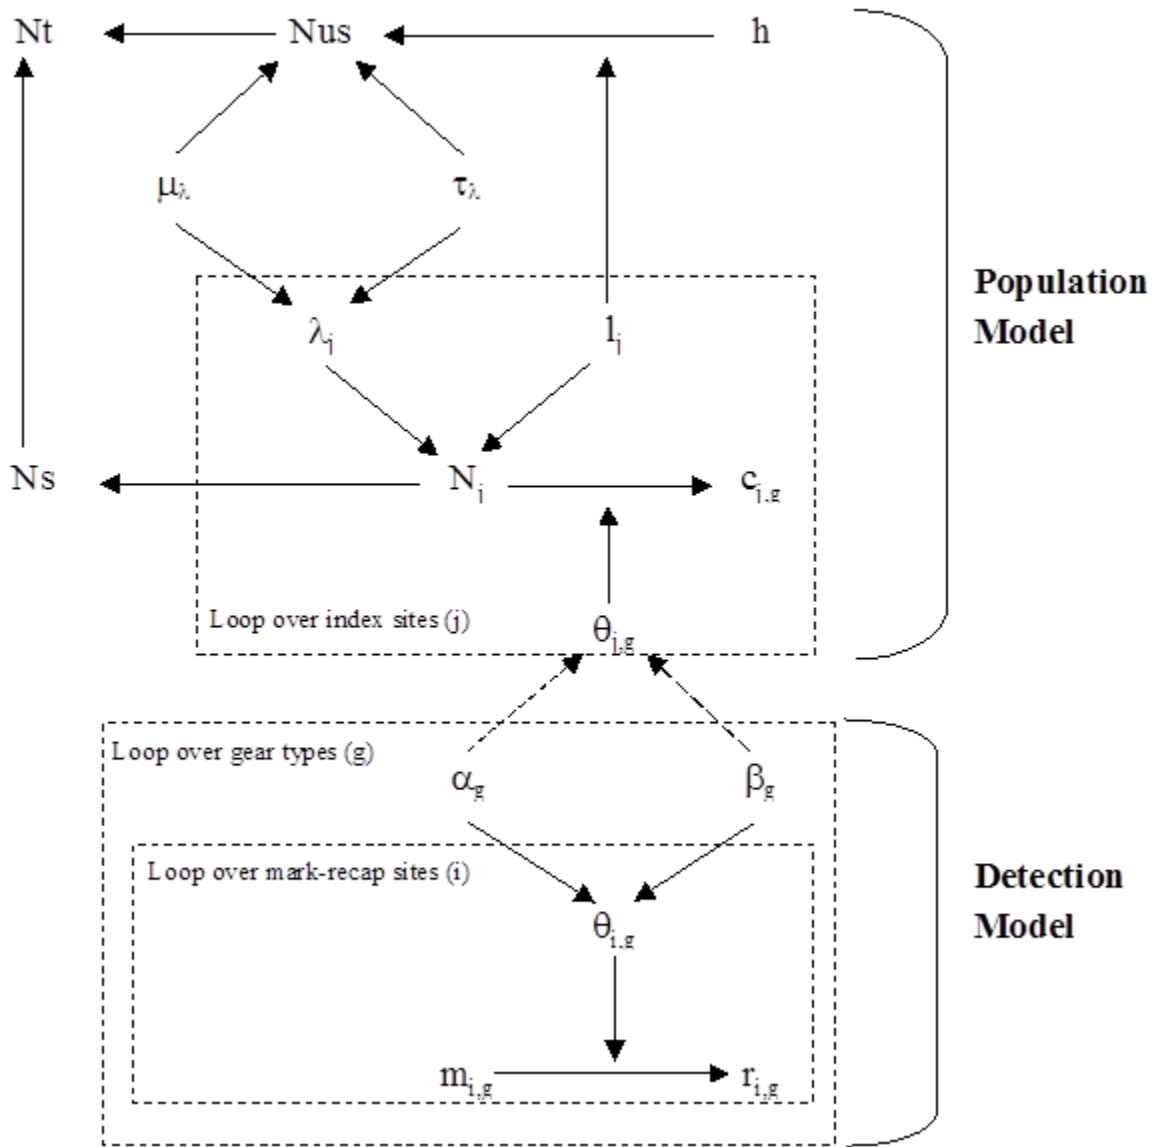 Nt Nus h
μλ τλ
λj lj
Population
Model
Ns Nj cj,g
Loop over index sites (j)
θj,g
Loop over gear types (g)
αg βg
Loop over mark-recap sites (i)
Detection
Model
θi,g
mi,g ri,g